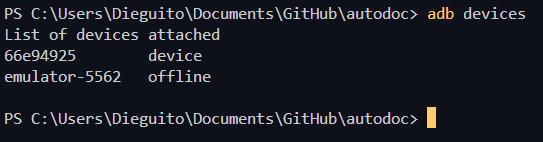 PS C:\Users\Dieguito\Documents\GitHub\autodoc> adb devices
List of devices attached
66e94925        device
emulator-5562   offline
PS C:\Users\Dieguito\Documents\GitHub\autodoc>